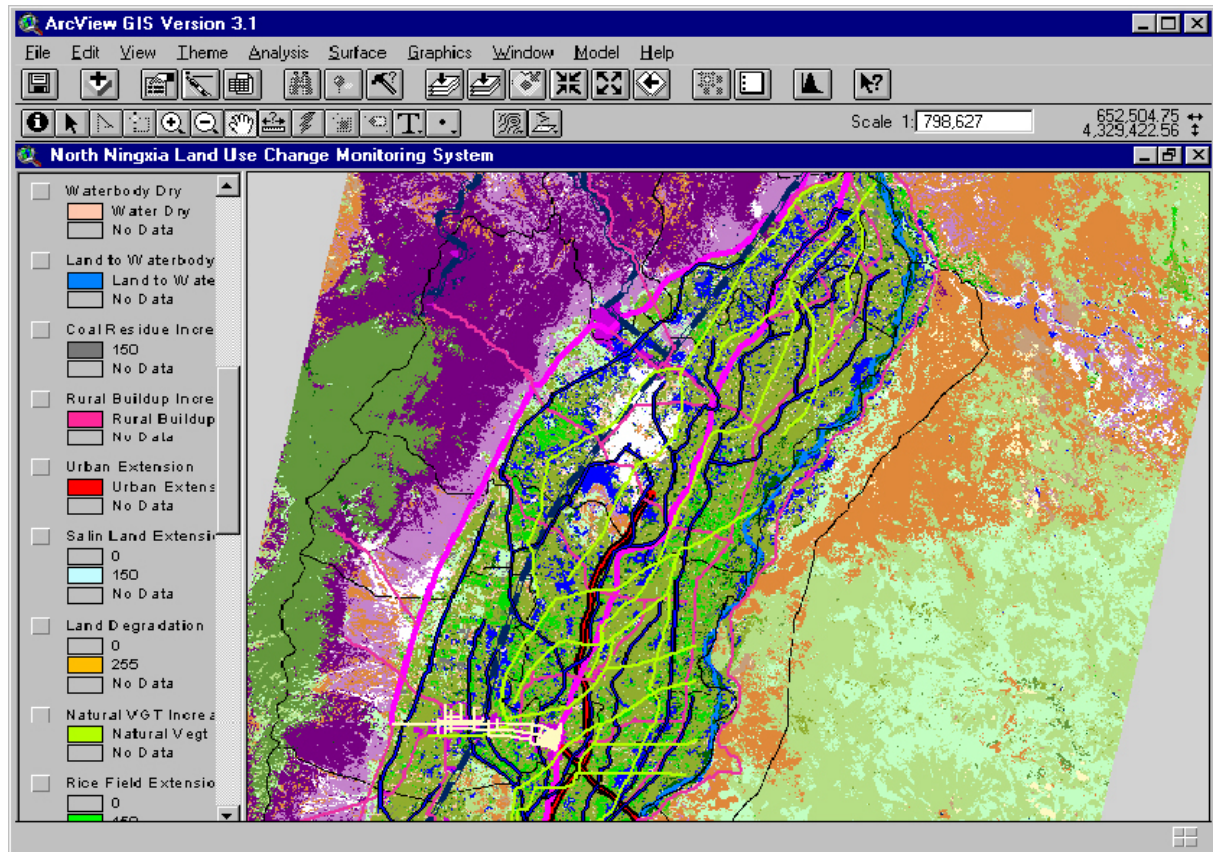 ArcView GIS Version 3.1
File Edit View Theme Analysis Surface Graphics Window Model Help
Scale 1: 798,627
652,504.75
4,329,422.56
North Ningxia Land Use Change Monitoring System
Waterbody Dry
Water Dry
No Data
Land to Waterbody
Land to Wate
No Data
Coal Residue Incre
150
No Data
Rural Buildup Incre
Rural Buildup
No Data
Urban Extension
Urban Extens
No Data
Salin Land Extensi
0
150
No Data
Land Degradation
0
255
No Data
Natural VGT Increa
Natural Vegt
No Data
Rice Field Extensio
0
150